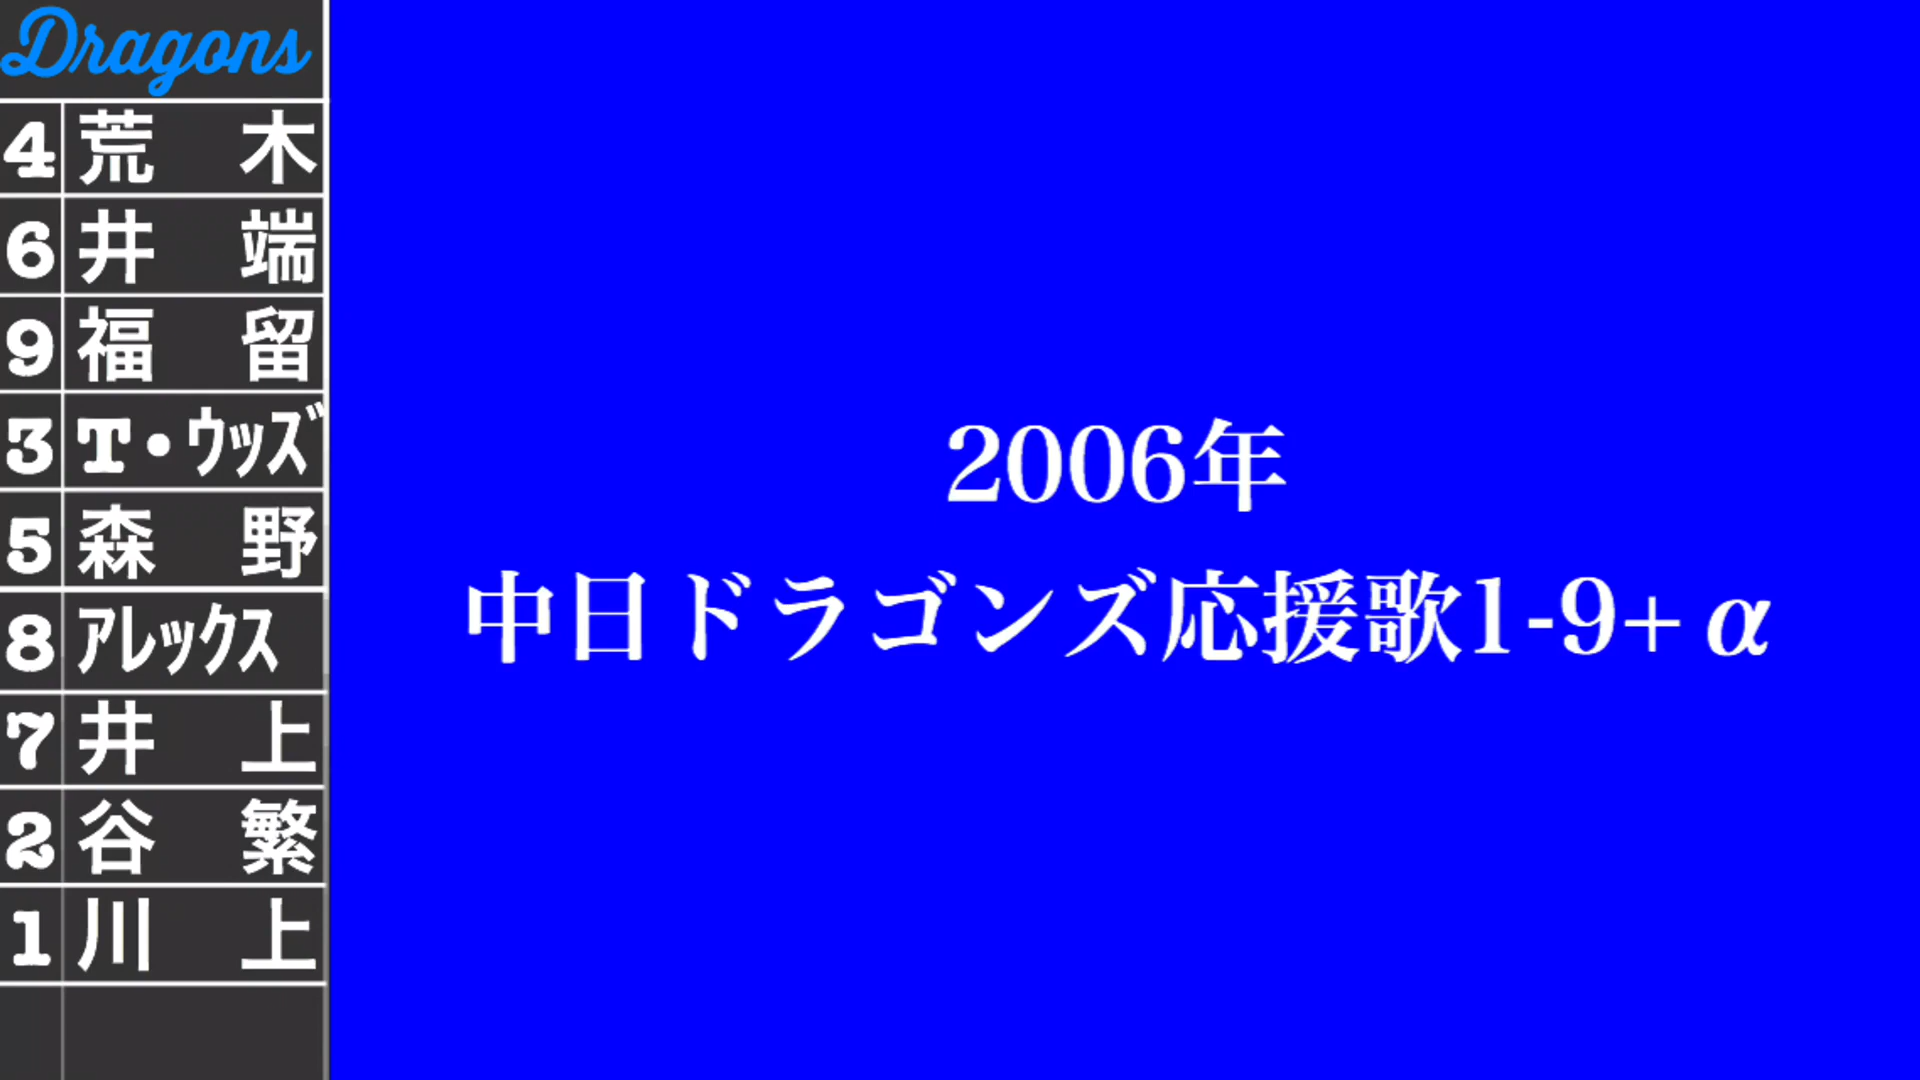 Dragons
4 荒 木
6 井 端
9 福 留
3 T・ウッズ
5 森 野
8 アレックス
7 井 上
2 谷 繁
1 川 上
2006年
中日ドラゴンズ応援歌1-9+α